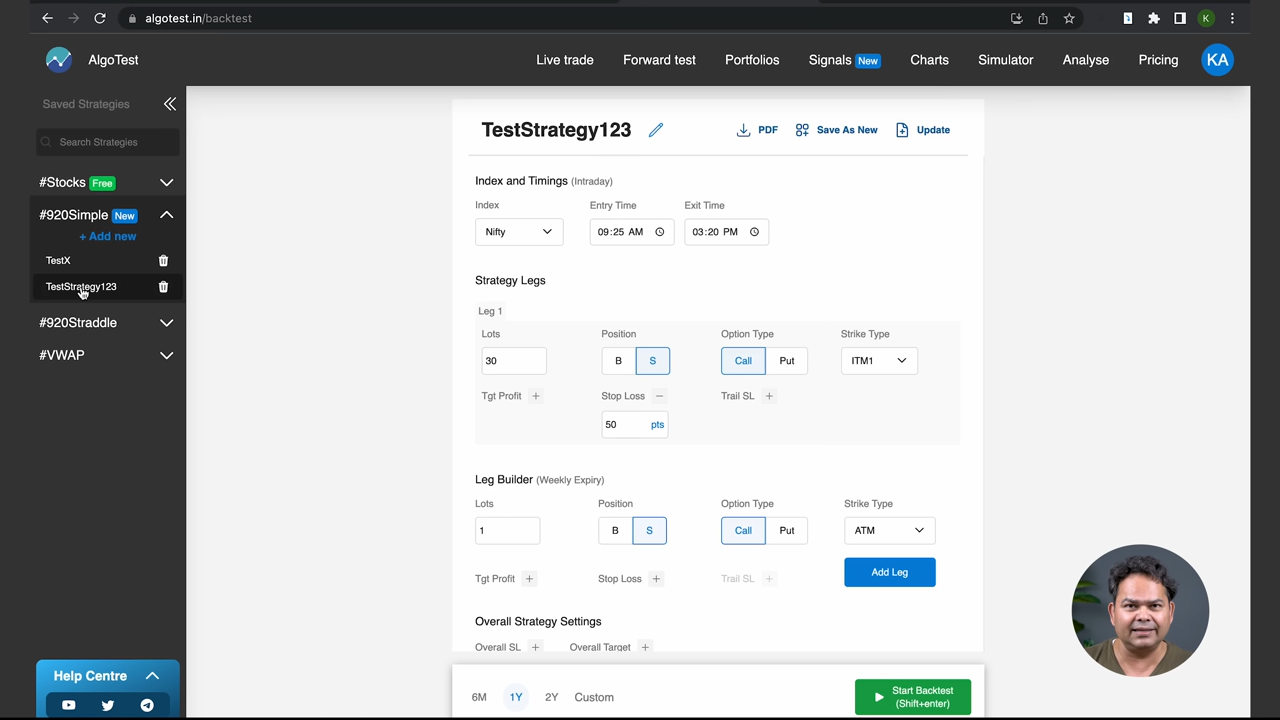 algotest.in/backtest
K
AlgoTest
Live trade
Forward test
Portfolios
Signals New
Charts
Simulator
Analyse
Pricing
KA
Saved Strategies
Search Strategies
#Stocks Free
#920Simple New
+ Add new
TestX
TestStrategy123
#920Straddle
#VWAP
Help Centre
TestStrategy123
PDF
Save As New
Update
Index and Timings (Intraday)
Index
Entry Time
Exit Time
Nifty
09:25 AM
03:20 PM
Strategy Legs
Leg 1
Lots
Position
Option Type
Strike Type
30
B
S
Call
Put
ITM1
Tgt Profit +
Stop Loss −
Trail SL +
50 pts
Leg Builder (Weekly Expiry)
Lots
Position
Option Type
Strike Type
1
B
S
Call
Put
ATM
Add Leg
Tgt Profit +
Stop Loss +
Trail SL +
Overall Strategy Settings
Overall SL +
Overall Target +
6M
1Y
2Y
Custom
Start Backtest
(Shift+enter)